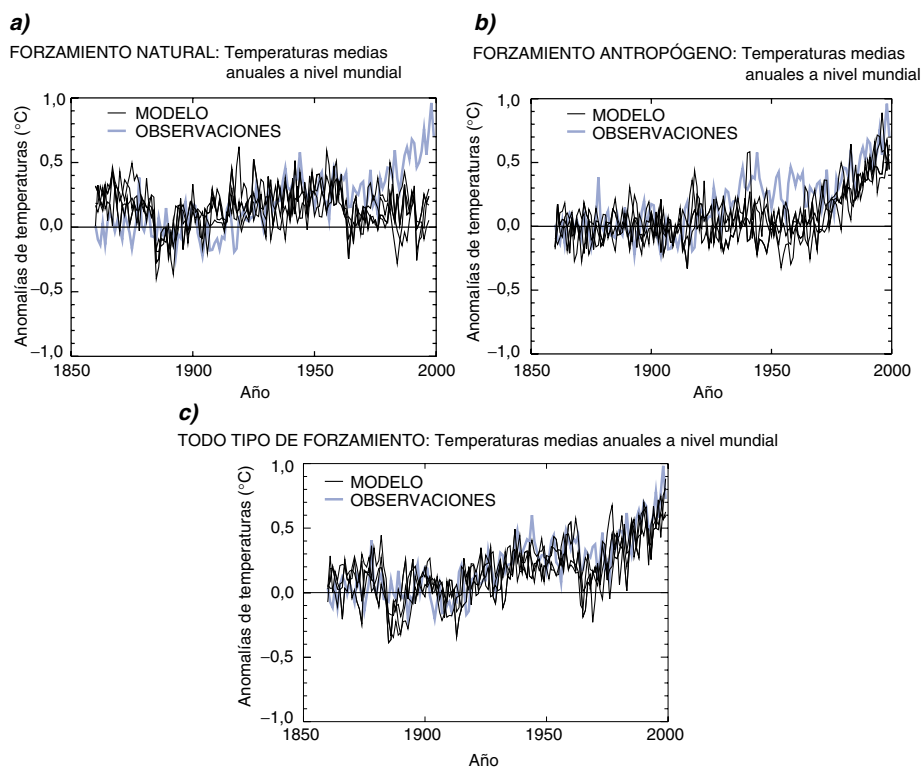 a)
FORZAMIENTO NATURAL: Temperaturas medias
anuales a nivel mundial
1,0
0,5
0,0
−0,5
−1,0
Anomalías de temperaturas (°C)
MODELO
OBSERVACIONES
1850
1900
1950
2000
Año
b)
FORZAMIENTO ANTROPÓGENO: Temperaturas medias
anuales a nivel mundial
1,0
0,5
0,0
−0,5
−1,0
Anomalías de temperaturas (°C)
MODELO
OBSERVACIONES
1850
1900
1950
2000
Año
c)
TODO TIPO DE FORZAMIENTO: Temperaturas medias anuales a nivel mundial
1,0
0,5
0,0
−0,5
−1,0
Anomalías de temperaturas (°C)
MODELO
OBSERVACIONES
1850
1900
1950
2000
Año